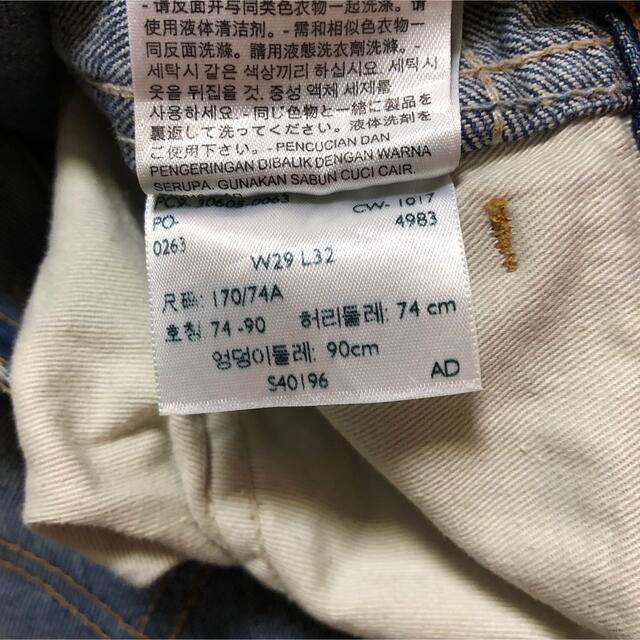 - 请反面并与同类色衣物一起洗涤。请
使用液体清洁剂。- 需和相似色衣物一
同反面洗滌。請用液態洗衣劑洗滌。-
세탁시 같은 색상끼리 하십시요. 세탁시
옷을 뒤집을 것. 중성 액체 세제를
사용하세요. - 同じ色物と一緒に製品を
裏返して洗ってください。液体洗剤をご
使用下さい。- PENCUCIAN DAN
PENGERINGAN DIBALIK DENGAN WARNA
SERUPA. GUNAKAN SABUN CUCI CAIR.
PC9 30605-0063 CW- 1017
PO- 4983
0263
W29 L32
尺码: 170/74A
호칭 74 -90 허리둘레: 74 cm
엉덩이둘레: 90cm
S40196 AD